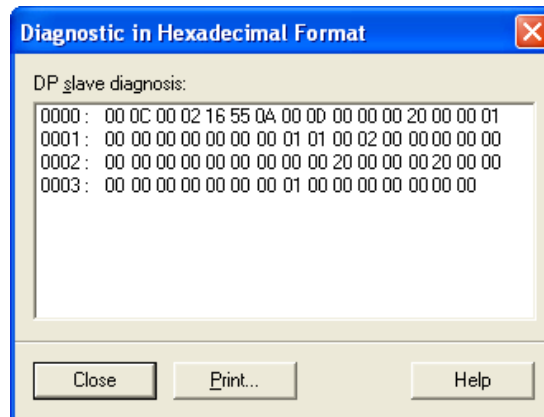 Diagnostic in Hexadecimal Format
DP slave diagnosis:
0000 : 00 0C 00 02 16 55 0A 00 0D 00 00 00 20 00 00 01
0001 : 00 00 00 00 00 00 00 01 01 00 02 00 00 00 00 00
0002 : 00 00 00 00 00 00 00 00 00 20 00 00 00 20 00 00
0003 : 00 00 00 00 00 00 00 01 00 00 00 00 00 00 00
Close
Print...
Help